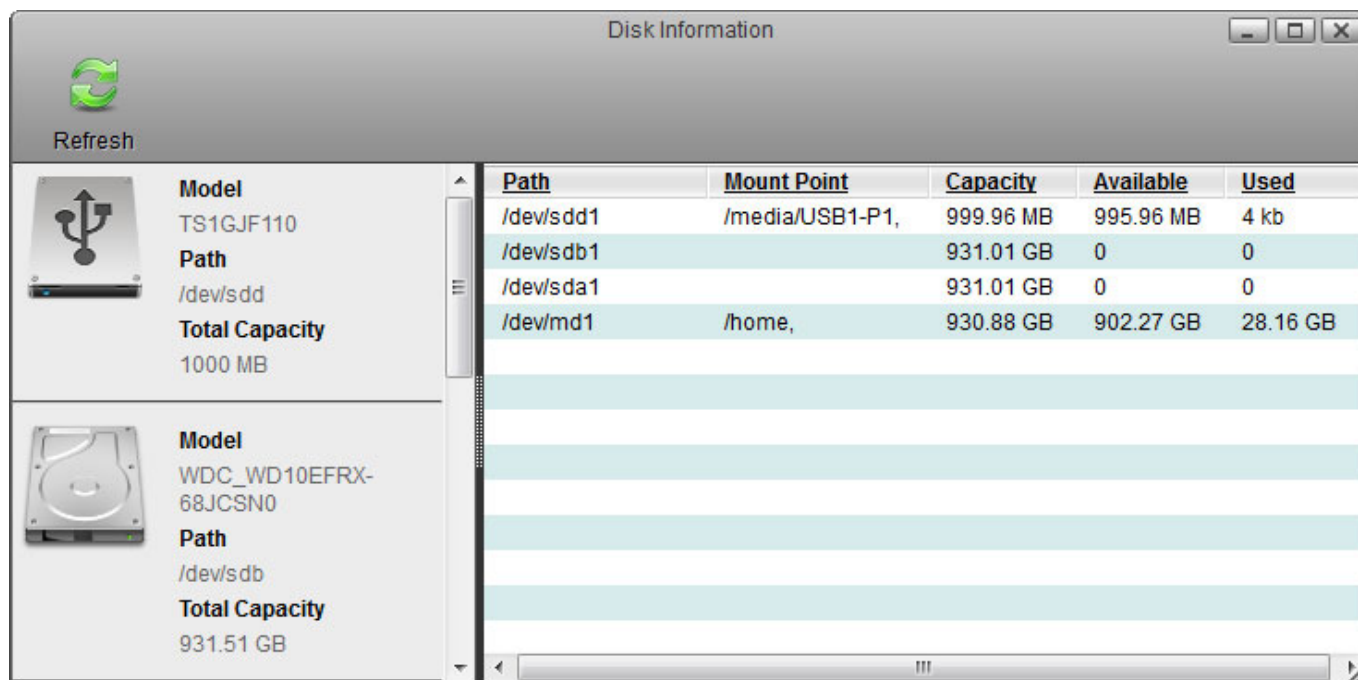 Disk Information
Refresh
Model
TS1GJF110
Path
/dev/sdd
Total Capacity
1000 MB
Model
WDC_WD10EFRX-
68JCSN0
Path
/dev/sdb
Total Capacity
931.51 GB
Path Mount Point Capacity Available Used
/dev/sdd1 /media/USB1-P1, 999.96 MB 995.96 MB 4 kb
/dev/sdb1 931.01 GB 0 0
/dev/sda1 931.01 GB 0 0
/dev/md1 /home, 930.88 GB 902.27 GB 28.16 GB